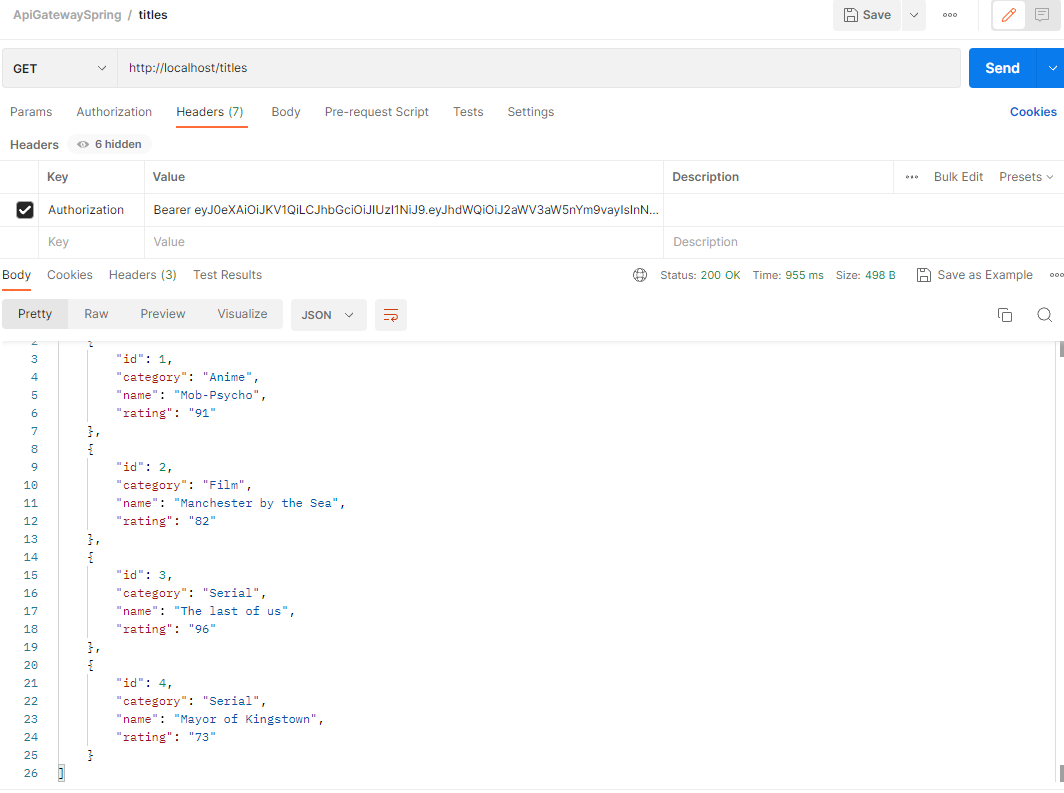 ApiGatewaySpring / titles Save
GET http://localhost/titles Send
Params Authorization Headers (7) Body Pre-request Script Tests Settings Cookies
Headers 6 hidden
Key Value Description Bulk Edit Presets
Authorization Bearer eyJ0eXAiOiJKV1QiLCJhbGciOiJIUzI1NiJ9.eyJhdWQiOiJ2aWV3aW5nYm9vayIsInN...
Key Value Description
Body Cookies Headers (3) Test Results Status: 200 OK Time: 955 ms Size: 498 B Save as Example
Pretty Raw Preview Visualize JSON
2 {
3 "id": 1,
4 "category": "Anime",
5 "name": "Mob-Psycho",
6 "rating": "91"
7 },
8 {
9 "id": 2,
10 "category": "Film",
11 "name": "Manchester by the Sea",
12 "rating": "82"
13 },
14 {
15 "id": 3,
16 "category": "Serial",
17 "name": "The last of us",
18 "rating": "96"
19 },
20 {
21 "id": 4,
22 "category": "Serial",
23 "name": "Mayor of Kingstown",
24 "rating": "73"
25 }
26 ]